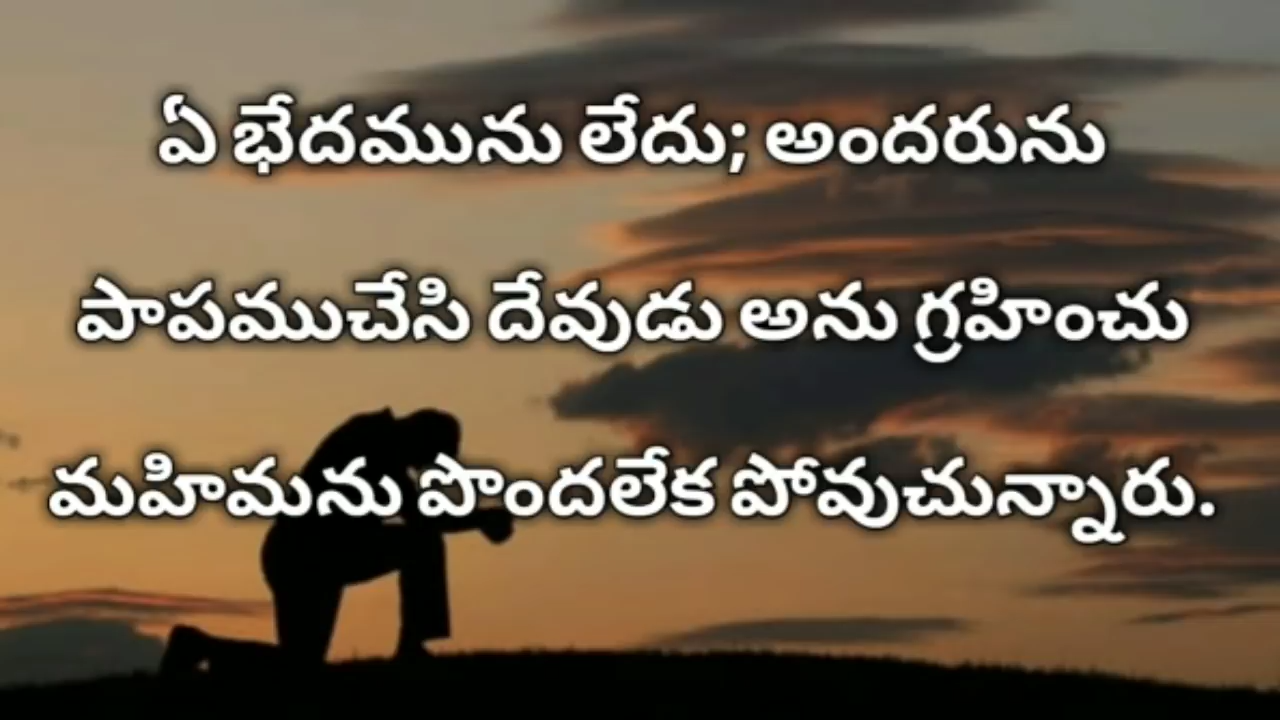 ఏ భేదమును లేదు; అందరును
పాపముచేసి దేవుడు అను గ్రహించు
మహిమను పొందలేక పోవుచున్నారు.